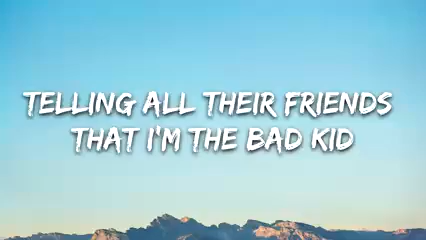 TELLING ALL THEIR FRIENDS
THAT I'M THE BAD KID